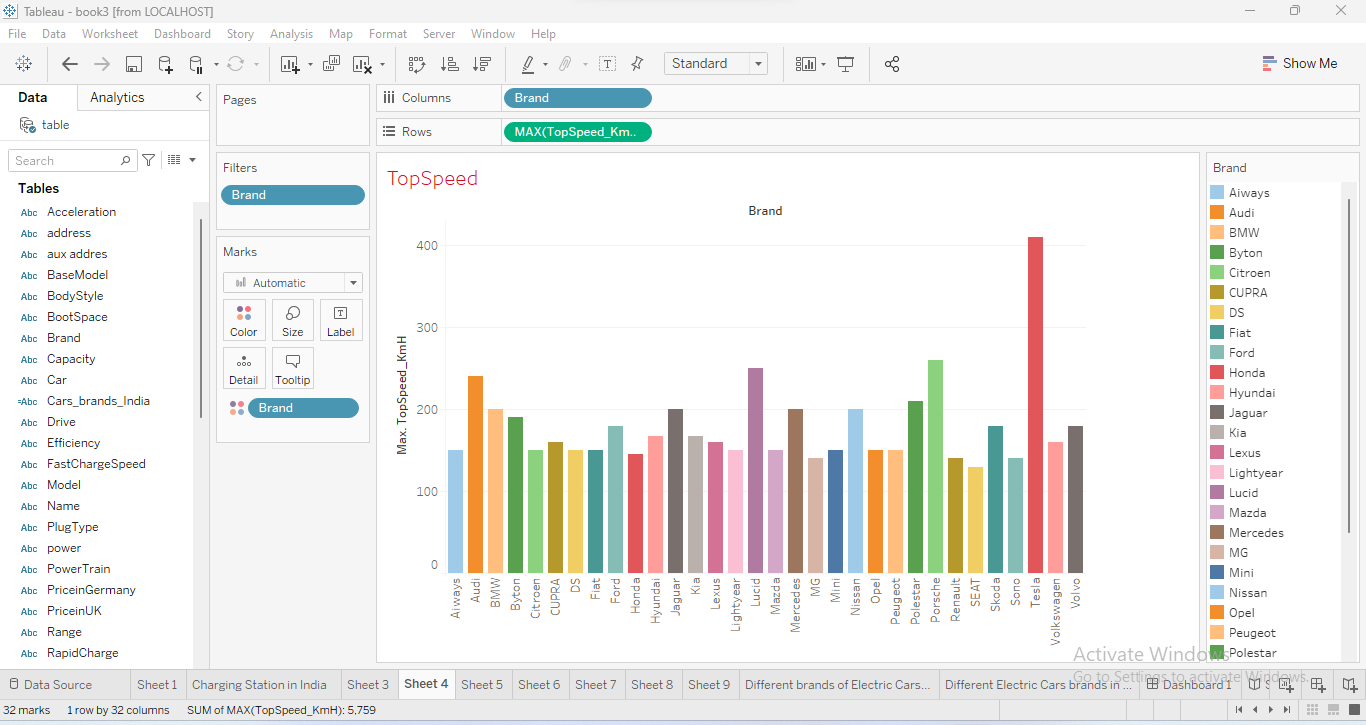 Tableau - book3 [from LOCALHOST]
File Data Worksheet Dashboard Story Analysis Map Format Server Window Help
Standard
Show Me
Data Analytics
table
Search
Tables
Abc Acceleration
Abc address
Abc aux addres
Abc BaseModel
Abc BodyStyle
Abc BootSpace
Abc Brand
Abc Capacity
Abc Car
=Abc Cars_brands_India
Abc Drive
Abc Efficiency
Abc FastChargeSpeed
Abc Model
Abc Name
Abc PlugType
Abc power
Abc PowerTrain
Abc PriceinGermany
Abc PriceinUK
Abc Range
Abc RapidCharge
Pages
Filters
Brand
Marks
Automatic
Color Size Label
Detail Tooltip
Brand
Columns Brand
Rows MAX(TopSpeed_Km..
TopSpeed
Brand
Max. TopSpeed_KmH
400
300
200
100
0
Aiways
Audi
BMW
Byton
Citroen
CUPRA
DS
Fiat
Ford
Honda
Hyundai
Jaguar
Kia
Lexus
Lightyear
Lucid
Mazda
Mercedes
MG
Mini
Nissan
Opel
Peugeot
Polestar
Porsche
Renault
SEAT
Skoda
Sono
Tesla
Volkswagen
Volvo
Brand
Aiways
Audi
BMW
Byton
Citroen
CUPRA
DS
Fiat
Ford
Honda
Hyundai
Jaguar
Kia
Lexus
Lightyear
Lucid
Mazda
Mercedes
MG
Mini
Nissan
Opel
Peugeot
Polestar
Activate Windows
Go to Settings to activate Windows.
Data Source Sheet 1 Charging Station in India Sheet 3 Sheet 4 Sheet 5 Sheet 6 Sheet 7 Sheet 8 Sheet 9 Different brands of Electric Cars... Different Electric Cars brands in ... Dashboard 1 S
32 marks 1 row by 32 columns SUM of MAX(TopSpeed_KmH): 5,759